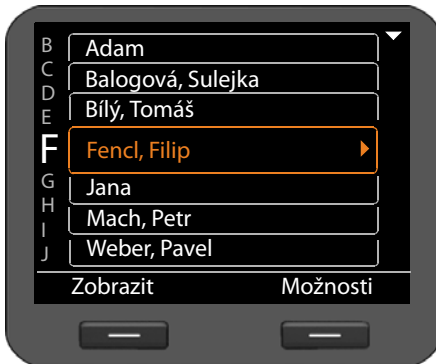 B
C
D
E
F
G
H
I
J
Adam
Balogová, Sulejka
Bílý, Tomáš
Fencl, Filip
Jana
Mach, Petr
Weber, Pavel
Zobrazit
Možnosti